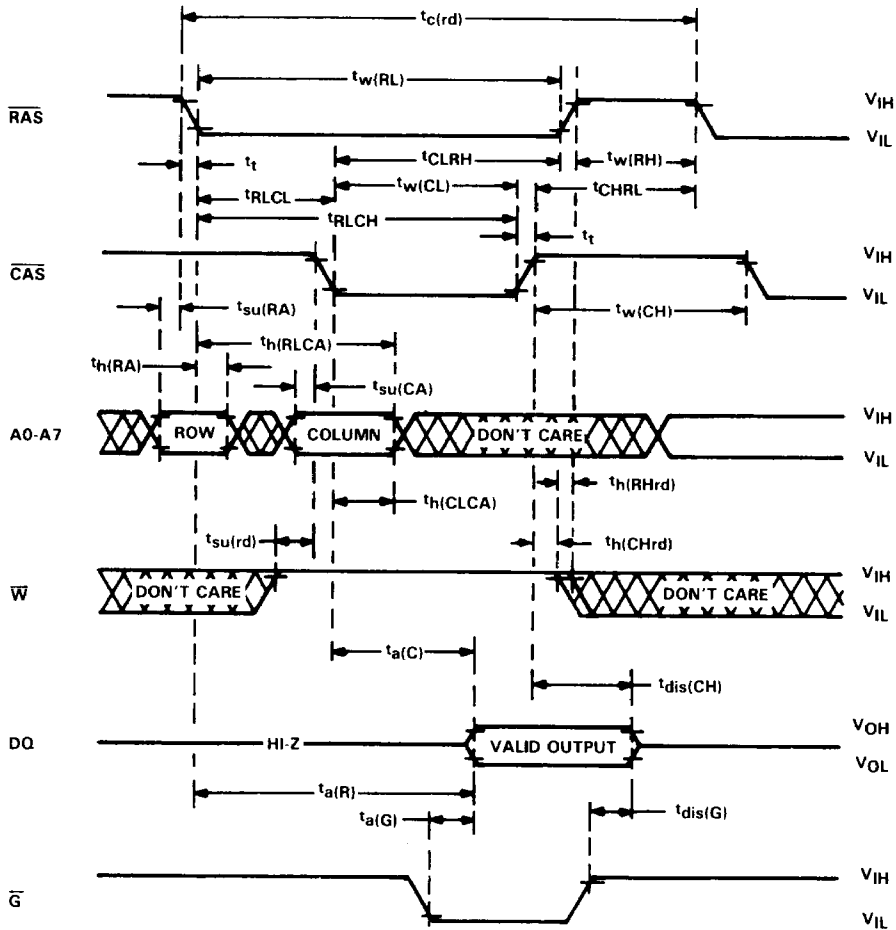 tc(rd)
tw(RL)
RAS
VIH
VIL
tCLRH
tw(RH)
tt
tRLCL
tw(CL)
tCHRL
tRLCH
tt
CAS
VIH
VIL
tsu(RA)
tw(CH)
th(RLCA)
th(RA)
tsu(CA)
A0-A7
ROW
COLUMN
DON'T CARE
VIH
VIL
th(RHrd)
th(CLCA)
tsu(rd)
th(CHrd)
W
DON'T CARE
DON'T CARE
VIH
VIL
ta(C)
tdis(CH)
DQ
HI-Z
VALID OUTPUT
VOH
VOL
ta(R)
ta(G)
tdis(G)
G
VIH
VIL